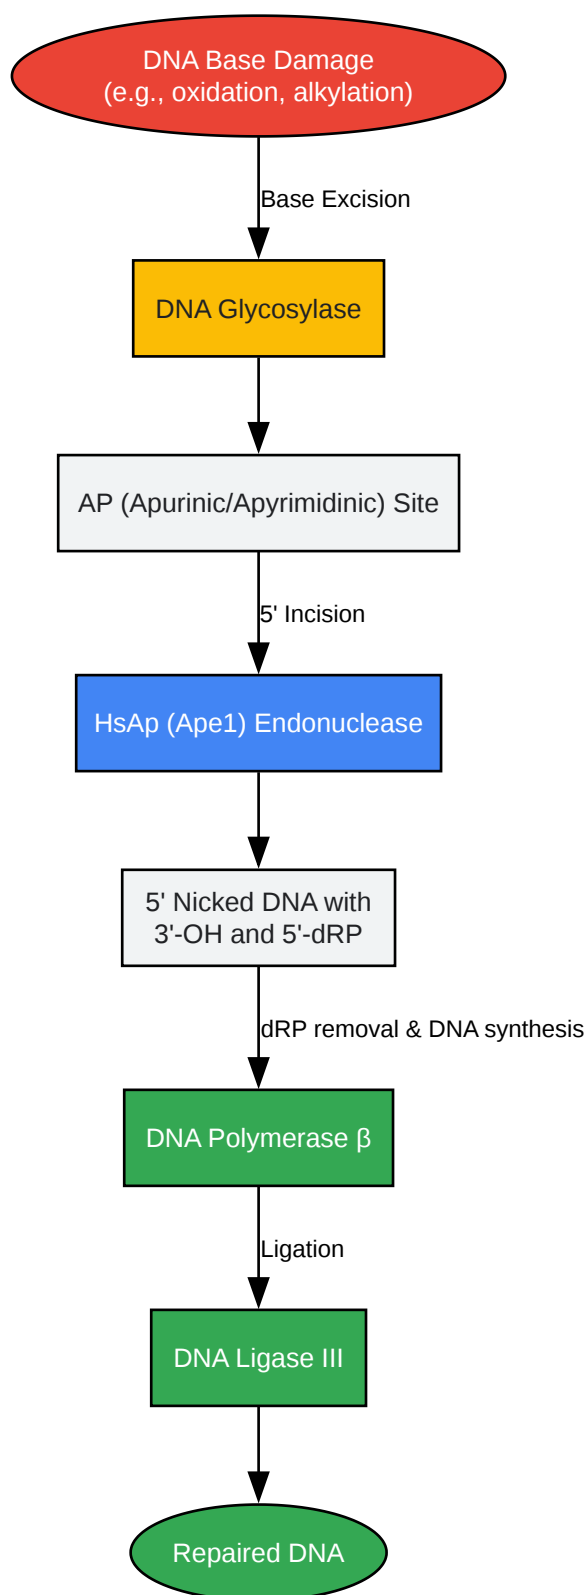 DNA Base Damage
(e.g., oxidation, alkylation)
Base Excision
DNA Glycosylase
AP (Apurinic/Apyrimidinic) Site
5' Incision
HsAp (Ape1) Endonuclease
5' Nicked DNA with
3'-OH and 5'-dRP
dRP removal & DNA synthesis
DNA Polymerase β
Ligation
DNA Ligase III
Repaired DNA